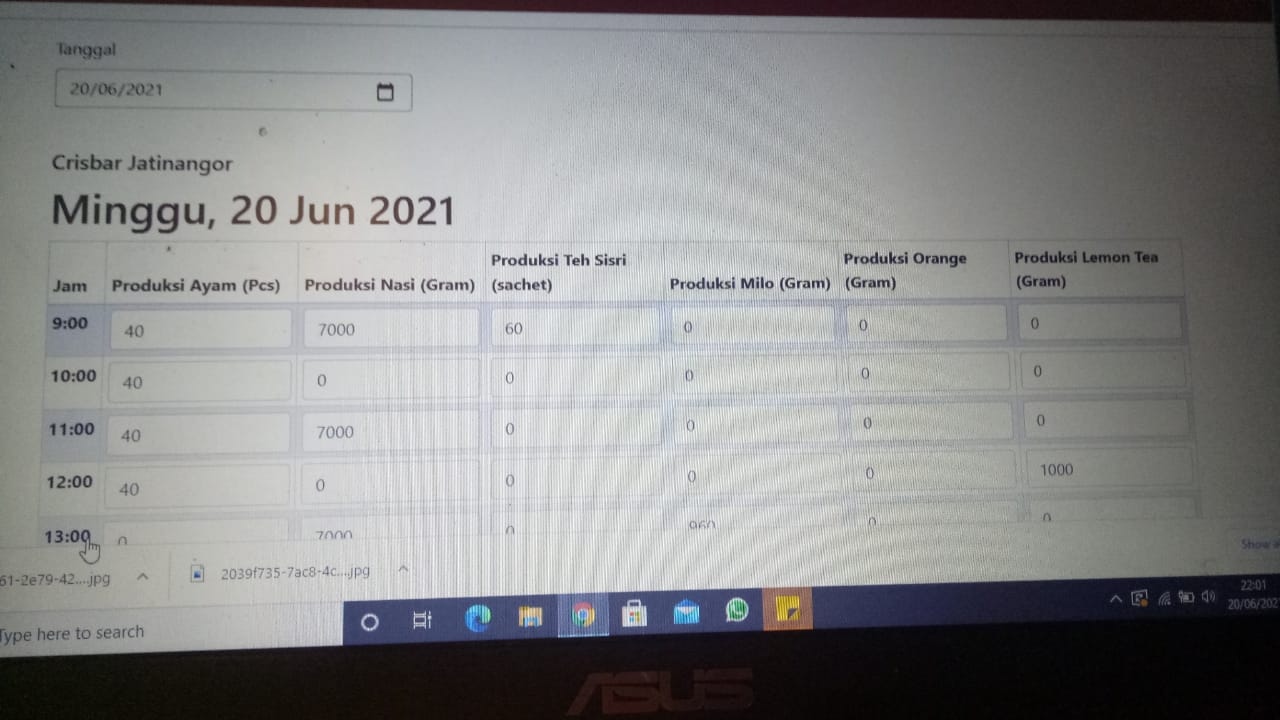 Tanggal
20/06/2021
Crisbar Jatinangor
Minggu, 20 Jun 2021
Jam Produksi Ayam (Pcs) Produksi Nasi (Gram) Produksi Teh Sisri (sachet) Produksi Milo (Gram) Produksi Orange (Gram) Produksi Lemon Tea (Gram)
9:00 40 7000 60 0 0 0
10:00 40 0 0 0 0 0
11:00 40 7000 0 0 0 0
12:00 40 0 0 0 0 1000
13:00 0 7000 0 960 0 0
Show a
61-2e79-42....jpg 2039f735-7ac8-4c....jpg
22:01
Type here to search 20/06/202
ASUS